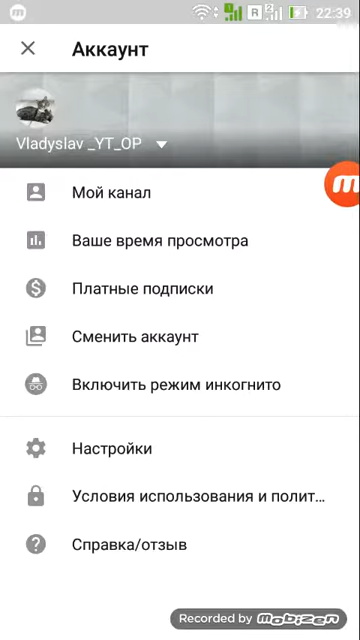 22:39
Аккаунт
Vladyslav _YT_OP
Мой канал
Ваше время просмотра
Платные подписки
Сменить аккаунт
Включить режим инкогнито
Настройки
Условия использования и полит...
Справка/отзыв
Recorded by mobizen